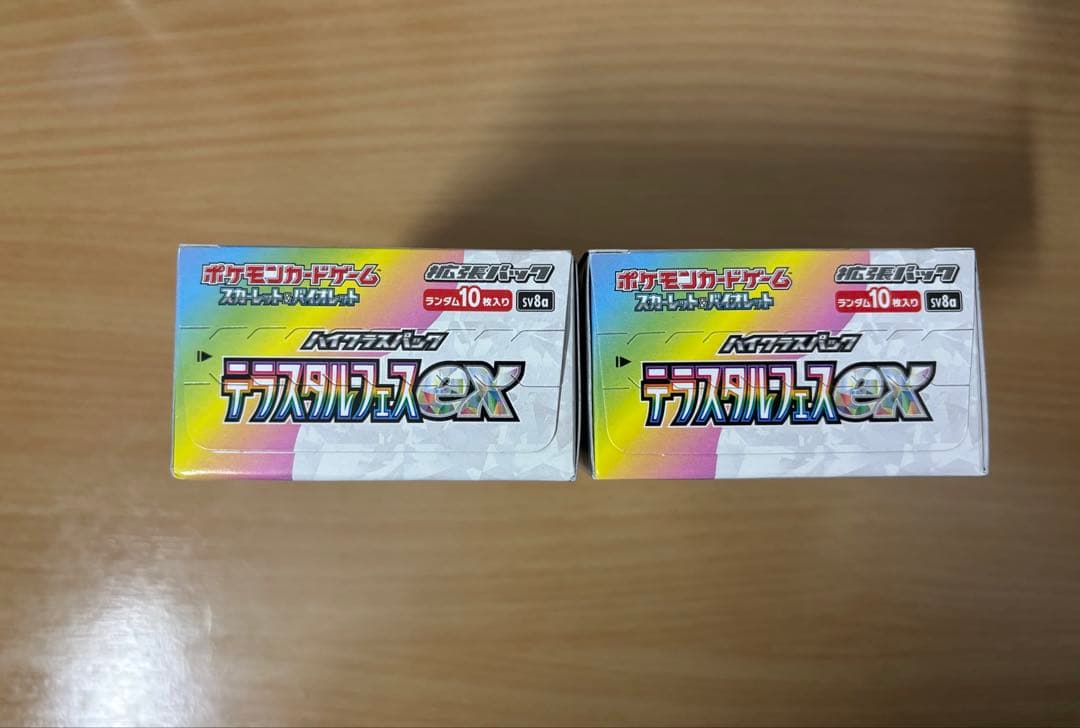 ポケモンカードゲーム
スカーレット&バイオレット
拡張パック
ランダム10枚入り SV8a
ハイクラスパック
テラスタルフェスex
ポケモンカードゲーム
スカーレット&バイオレット
拡張パック
ランダム10枚入り SV8a
ハイクラスパック
テラスタルフェスex